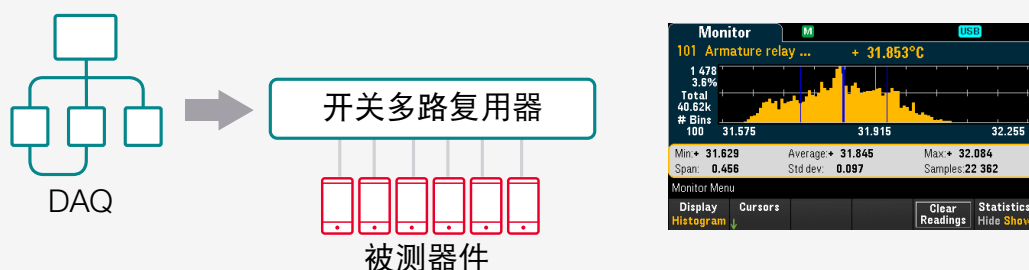 DAQ
开关多路复用器
被测器件
Monitor M USB
101 Armature relay ... + 31.853°C
1 478
3.6%
Total
40.62k
# Bins
100 31.575 31.915 32.255
Min:+ 31.629 Average:+ 31.845 Max:+ 32.084
Span: 0.456 Std dev: 0.097 Samples:22 362
Monitor Menu
Display Cursors Clear Statistics
Histogram Readings Hide Show